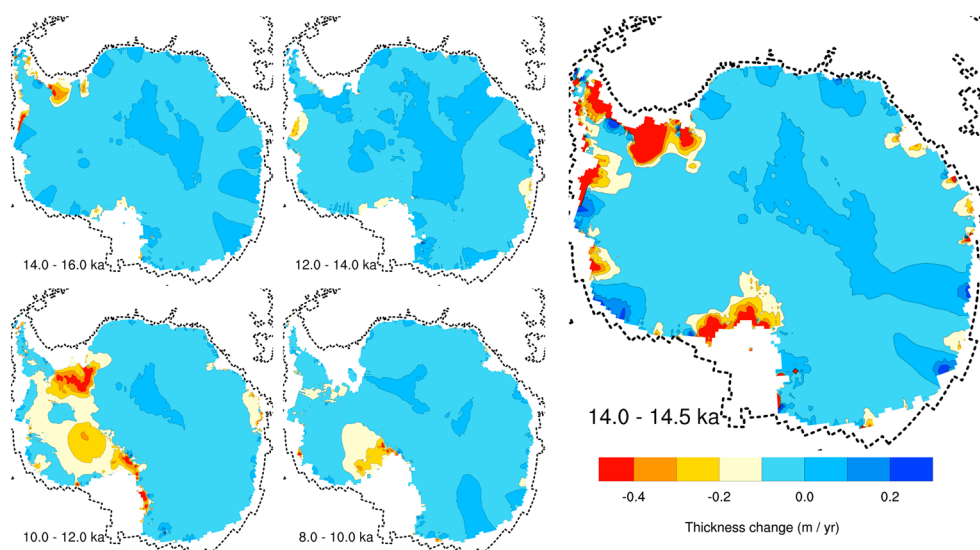 14.0 - 16.0 ka
12.0 - 14.0 ka
10.0 - 12.0 ka
8.0 - 10.0 ka
14.0 - 14.5 ka
-0.4 -0.2 0.0 0.2
Thickness change (m / yr)